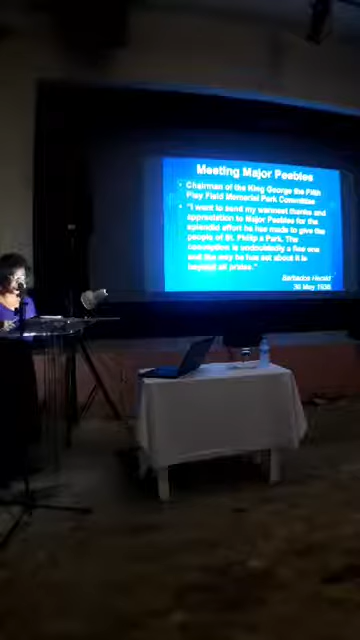 Meeting Major Peebles
• Chairman of the King George the Fifth
Play Field Memorial Park Committee
• "I want to send my warmest thanks and
appreciation to Major Peebles for the
splendid effort he has made to give the
people of St. Philip a Park. The
conception is undoubtedly a fine one
and the way he has set about it is
beyond all praise."
Barbados Herald
30 May 1936